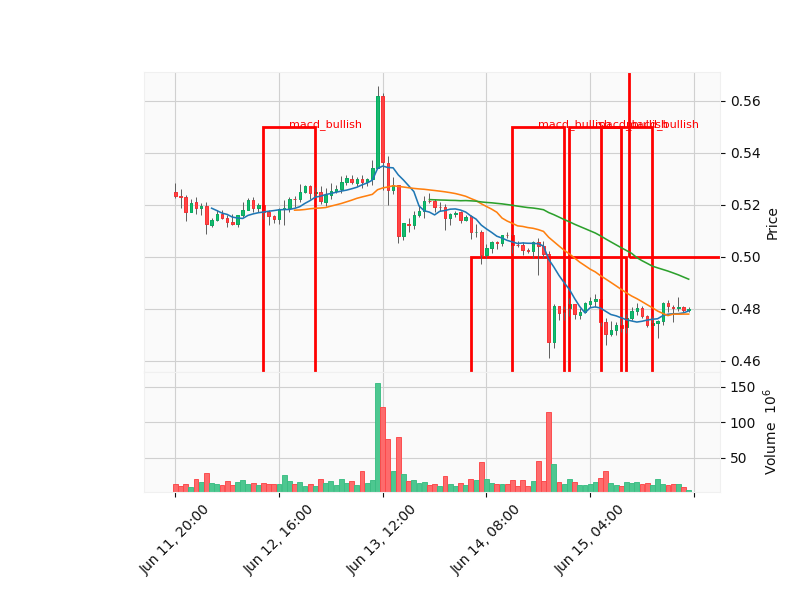 0.56
macd_bullish
macd_bullish
macd_bullish
0.54
0.52
0.50
0.48
0.46
Price
150
100
50
Volume 10^6
Jun 11, 20:00
Jun 12, 16:00
Jun 13, 12:00
Jun 14, 08:00
Jun 15, 04:00